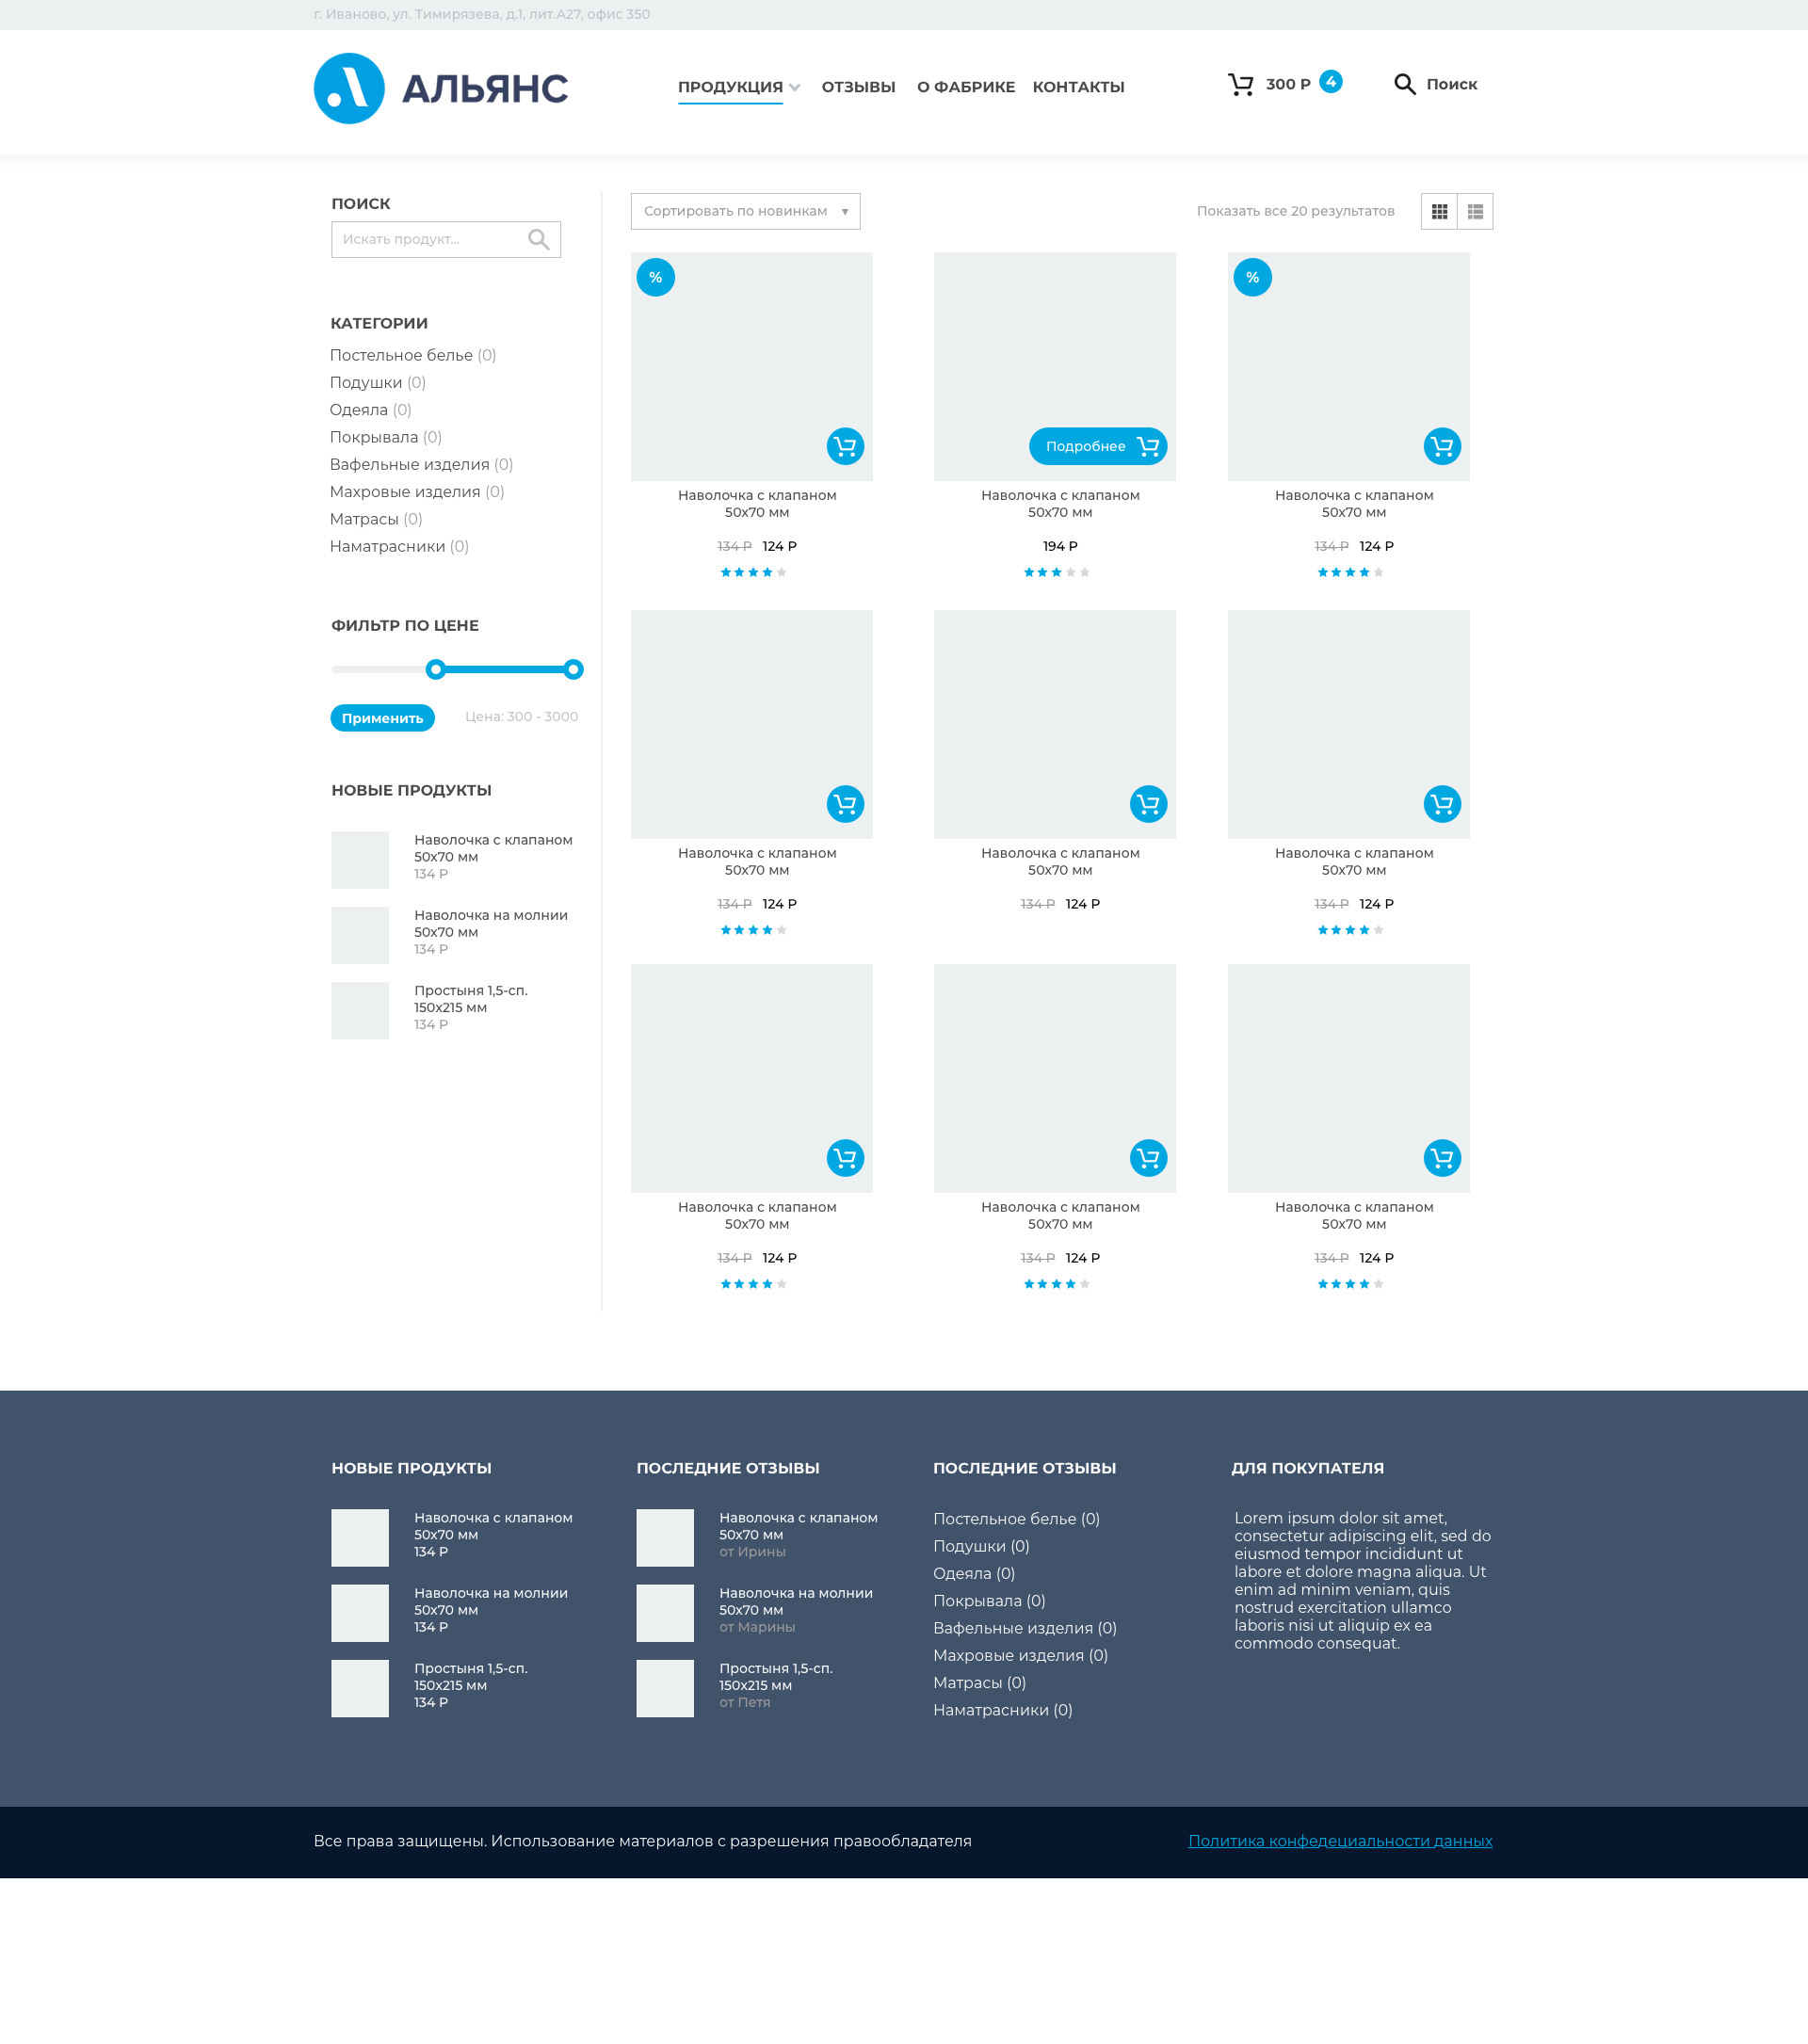 г. Иваново, ул. Тимирязева, д.1, лит.А27, офис 350
АЛЬЯНС
ПРОДУКЦИЯ ОТЗЫВЫ О ФАБРИКЕ КОНТАКТЫ
300 Р 4
Поиск
ПОИСК
Искать продукт...
КАТЕГОРИИ
Постельное белье (0)
Подушки (0)
Одеяла (0)
Покрывала (0)
Вафельные изделия (0)
Махровые изделия (0)
Матрасы (0)
Наматрасники (0)
ФИЛЬТР ПО ЦЕНЕ
Применить
Цена: 300 - 3000
НОВЫЕ ПРОДУКТЫ
Наволочка с клапаном
50х70 мм
134 Р
Наволочка на молнии
50х70 мм
134 Р
Простыня 1,5-сп.
150х215 мм
134 Р
Сортировать по новинкам ▼
Показать все 20 результатов
%
Наволочка с клапаном
50х70 мм
134 Р 124 Р
Подробнее
Наволочка с клапаном
50х70 мм
194 Р
%
Наволочка с клапаном
50х70 мм
134 Р 124 Р
Наволочка с клапаном
50х70 мм
134 Р 124 Р
Наволочка с клапаном
50х70 мм
134 Р 124 Р
Наволочка с клапаном
50х70 мм
134 Р 124 Р
Наволочка с клапаном
50х70 мм
134 Р 124 Р
Наволочка с клапаном
50х70 мм
134 Р 124 Р
Наволочка с клапаном
50х70 мм
134 Р 124 Р
НОВЫЕ ПРОДУКТЫ
Наволочка с клапаном
50х70 мм
134 Р
Наволочка на молнии
50х70 мм
134 Р
Простыня 1,5-сп.
150х215 мм
134 Р
ПОСЛЕДНИЕ ОТЗЫВЫ
Наволочка с клапаном
50х70 мм
от Ирины
Наволочка на молнии
50х70 мм
от Марины
Простыня 1,5-сп.
150х215 мм
от Петя
ПОСЛЕДНИЕ ОТЗЫВЫ
Постельное белье (0)
Подушки (0)
Одеяла (0)
Покрывала (0)
Вафельные изделия (0)
Махровые изделия (0)
Матрасы (0)
Наматрасники (0)
ДЛЯ ПОКУПАТЕЛЯ
Lorem ipsum dolor sit amet,
consectetur adipiscing elit, sed do
eiusmod tempor incididunt ut
labore et dolore magna aliqua. Ut
enim ad minim veniam, quis
nostrud exercitation ullamco
laboris nisi ut aliquip ex ea
commodo consequat.
Все права защищены. Использование материалов с разрешения правообладателя
Политика конфедециальности данных